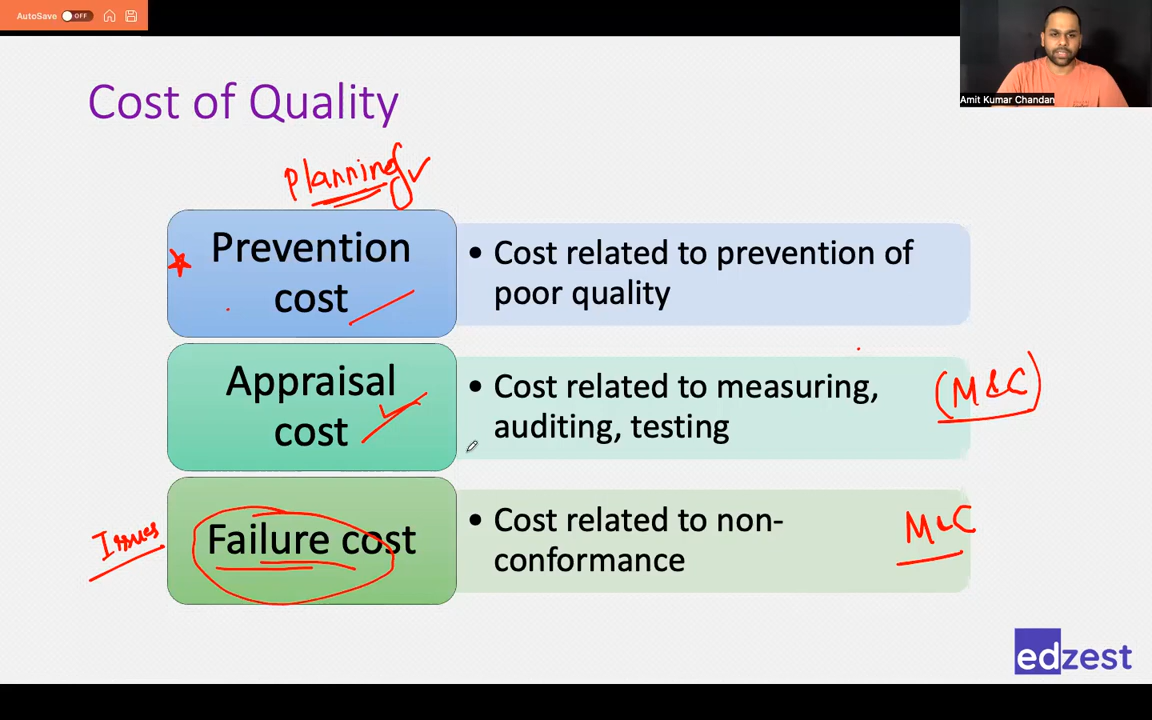 AutoSave OFF
Amit Kumar Chandan
Cost of Quality
Planning
Prevention
cost
• Cost related to prevention of
poor quality
Appraisal
cost
• Cost related to measuring,
auditing, testing
(M&C)
Issues
Failure cost
• Cost related to non-
conformance
M&C
edzest